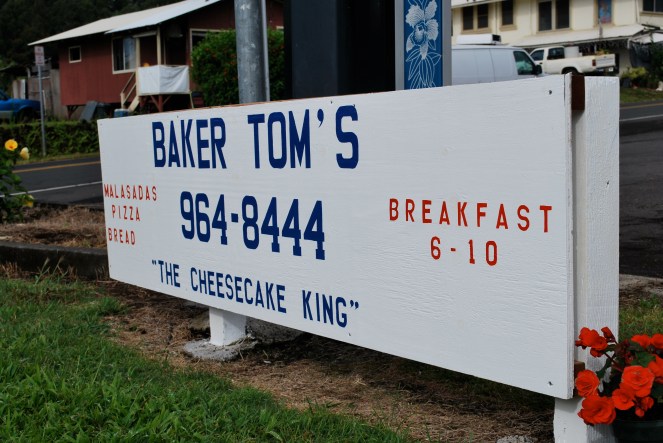 BAKER TOM'S
964-8444
"THE CHEESECAKE KING"
MALASADAS
PIZZA
BREAD
BREAKFAST
6-10